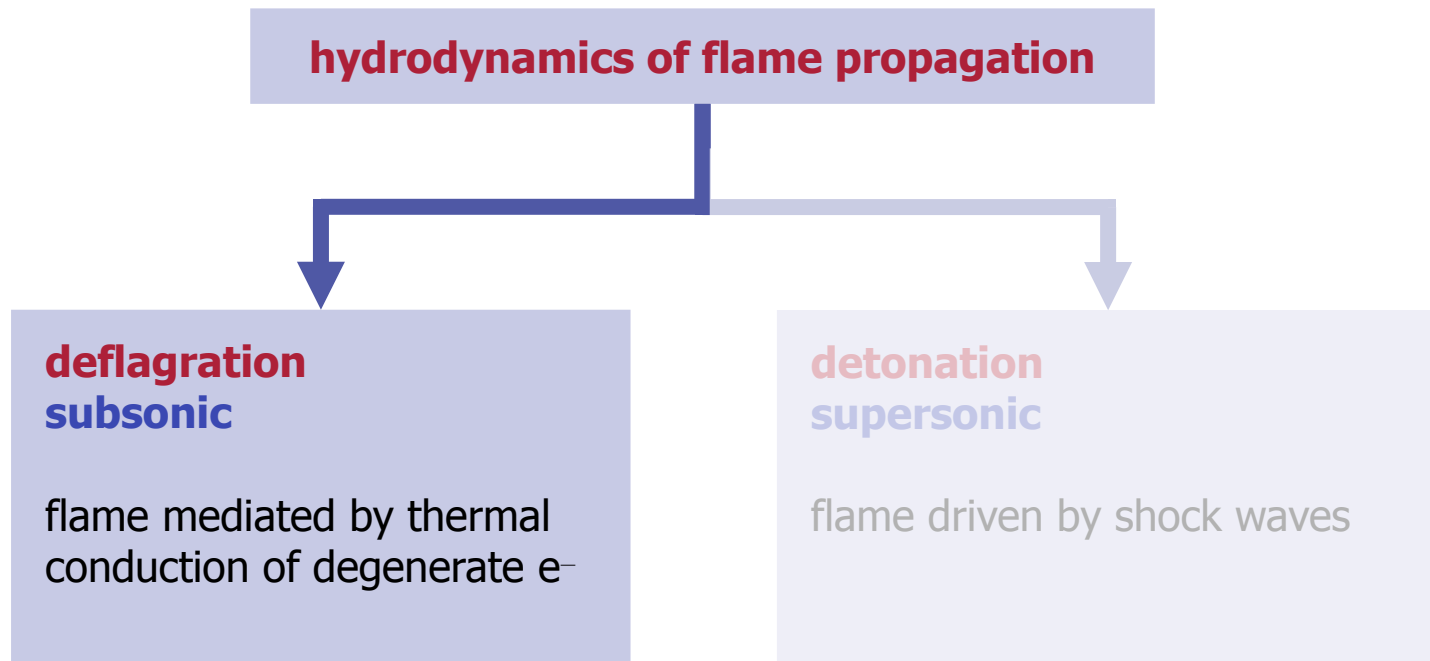 hydrodynamics of flame propagation
deflagration
subsonic
flame mediated by thermal
conduction of degenerate e⁻
detonation
supersonic
flame driven by shock waves